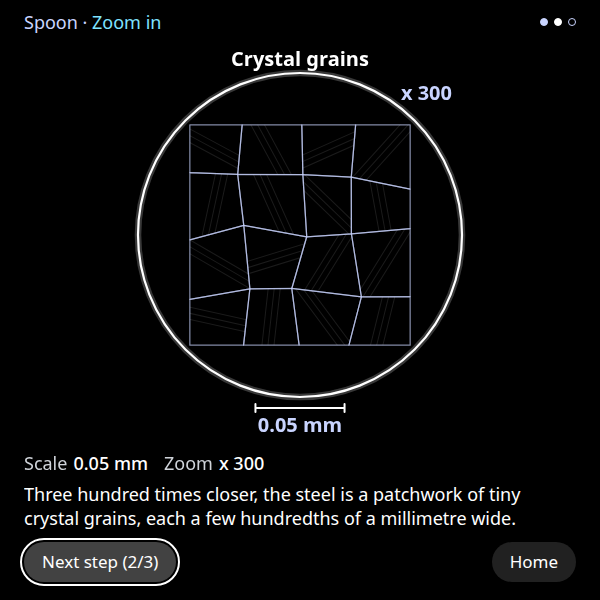 Spoon · Zoom in
Crystal grains
x 300
0.05 mm
Scale 0.05 mm Zoom x 300
Three hundred times closer, the steel is a patchwork of tiny
crystal grains, each a few hundredths of a millimetre wide.
Next step (2/3)
Home